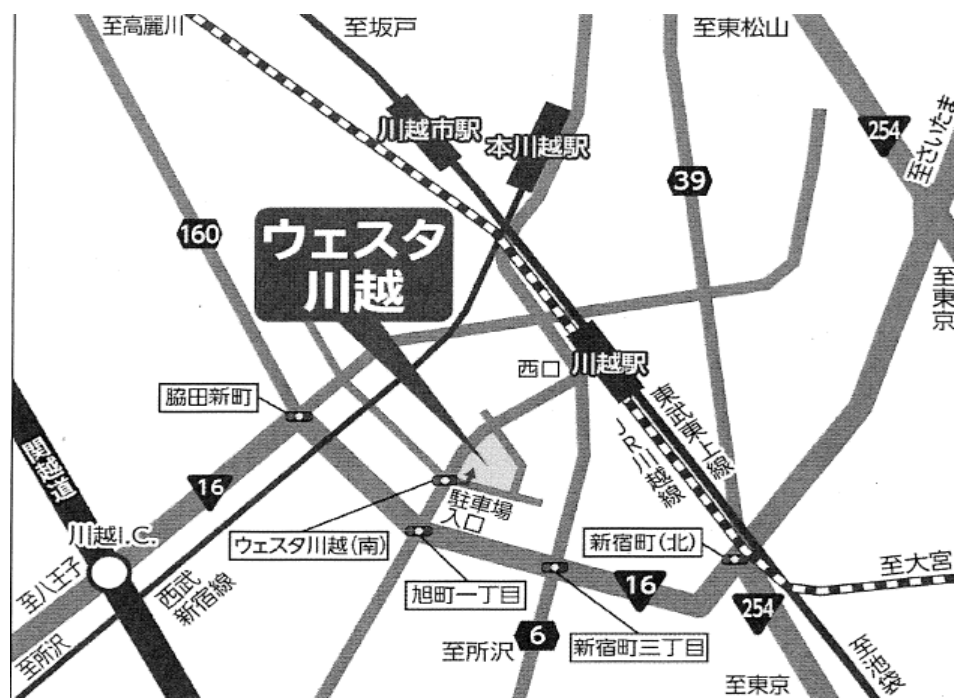 至高麗川
至坂戸
至東松山
川越市駅
本川越駅
254
至さいたま
39
160
ウェスタ
川越
至東京
西口
川越駅
脇田新町
東武東上線
JR川越線
関越道
16
駐車場
入口
川越I.C.
ウェスタ川越(南)
新宿町(北)
至大宮
至八王子
西武
新宿線
旭町一丁目
16
254
至所沢
至所沢
6
新宿町三丁目
至東京
至池袋